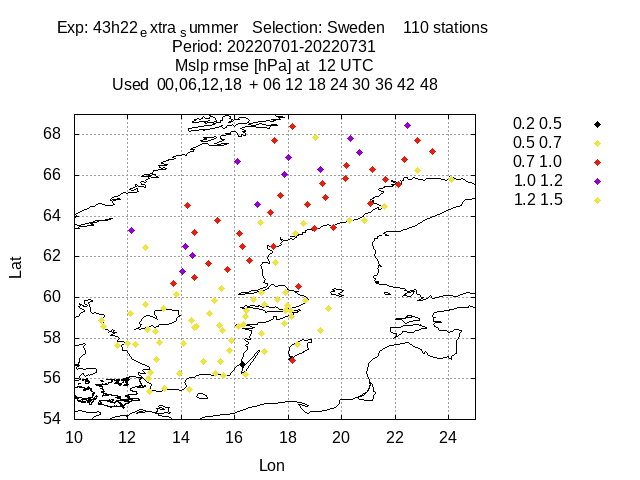 Exp: 43h22e xtra summer Selection: Sweden 110 stations
Period: 20220701-20220731
Mslp rmse [hPa] at 12 UTC
Used 00,06,12,18 + 06 12 18 24 30 36 42 48
68
66
64
62
60
58
56
54
Lat
10 12 14 16 18 20 22 24
Lon
0.2 0.5
0.5 0.7
0.7 1.0
1.0 1.2
1.2 1.5